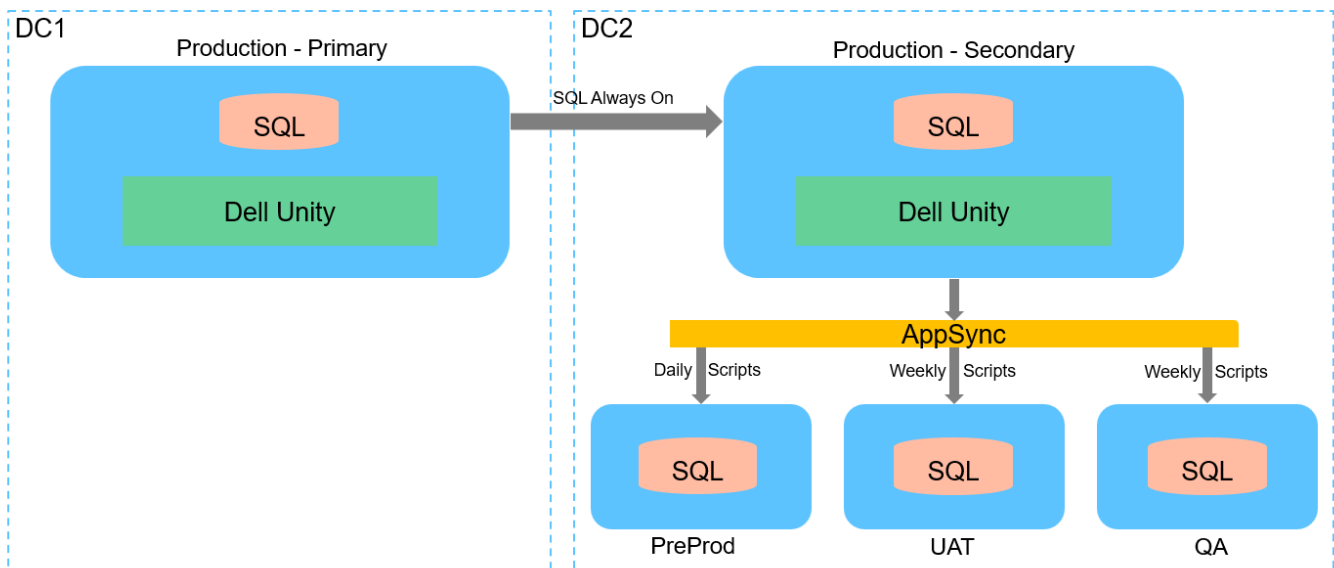 DC1
Production - Primary
SQL
Dell Unity
SQL Always On
DC2
Production - Secondary
SQL
Dell Unity
AppSync
Daily Scripts
Weekly Scripts
Weekly Scripts
SQL
SQL
SQL
PreProd
UAT
QA